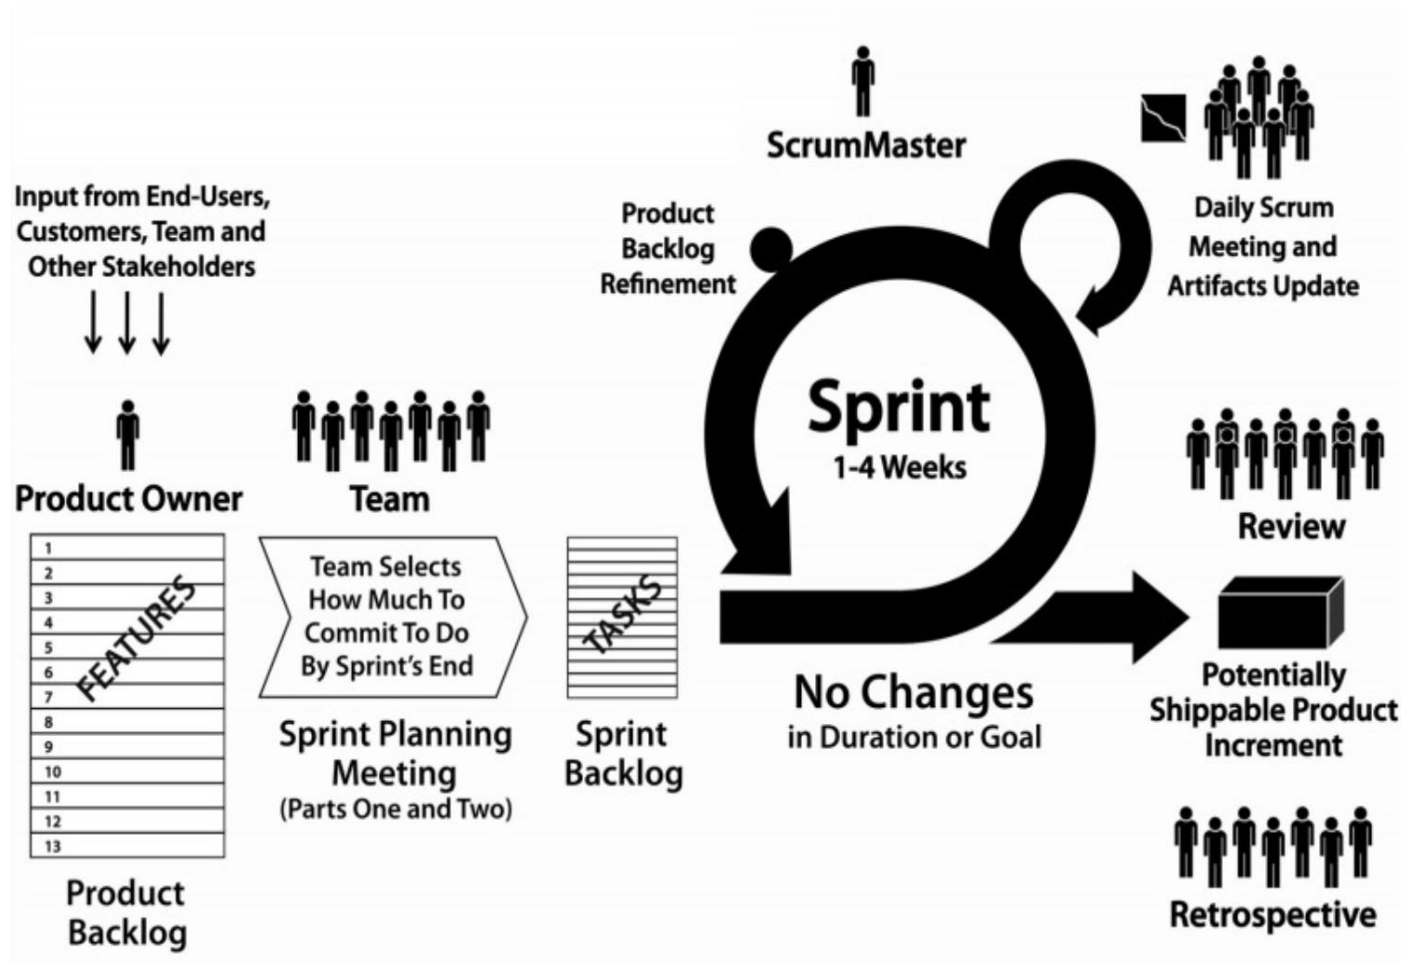 Input from End-Users,
Customers, Team and
Other Stakeholders
Product Owner
1
2
3
4
5
6
7
8
9
10
11
12
13
FEATURES
Product
Backlog
Team
Team Selects
How Much To
Commit To Do
By Sprint's End
Sprint Planning
Meeting
(Parts One and Two)
TASKS
Sprint
Backlog
ScrumMaster
Product
Backlog
Refinement
Sprint
1-4 Weeks
No Changes
in Duration or Goal
Daily Scrum
Meeting and
Artifacts Update
Review
Potentially
Shippable Product
Increment
Retrospective